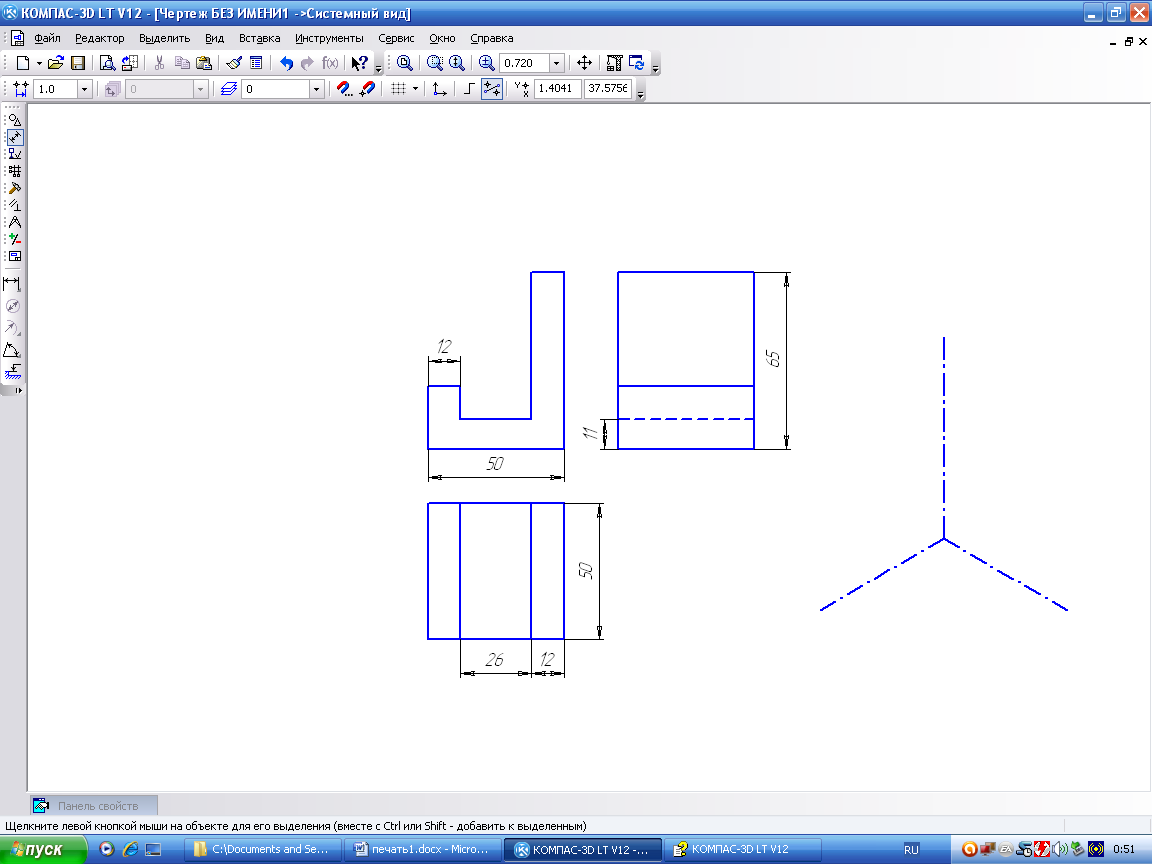 КОМПАС-3D LT V12 - [Чертеж БЕЗ ИМЕНИ1 ->Системный вид]
Файл Редактор Выделить Вид Вставка Инструменты Сервис Окно Справка
f(x) 0.720
1.0 0 0 1.4041 37.5756
12
65
11
50
50
26 12
Панель свойств
Щелкните левой кнопкой мыши на объекте для его выделения (вместе с Ctrl или Shift - добавить к выделенным)
пуск C:\Documents and Se... печать1.docx - Micro... КОМПАС-3D LT V12 -... КОМПАС-3D LT V12 RU 0:51